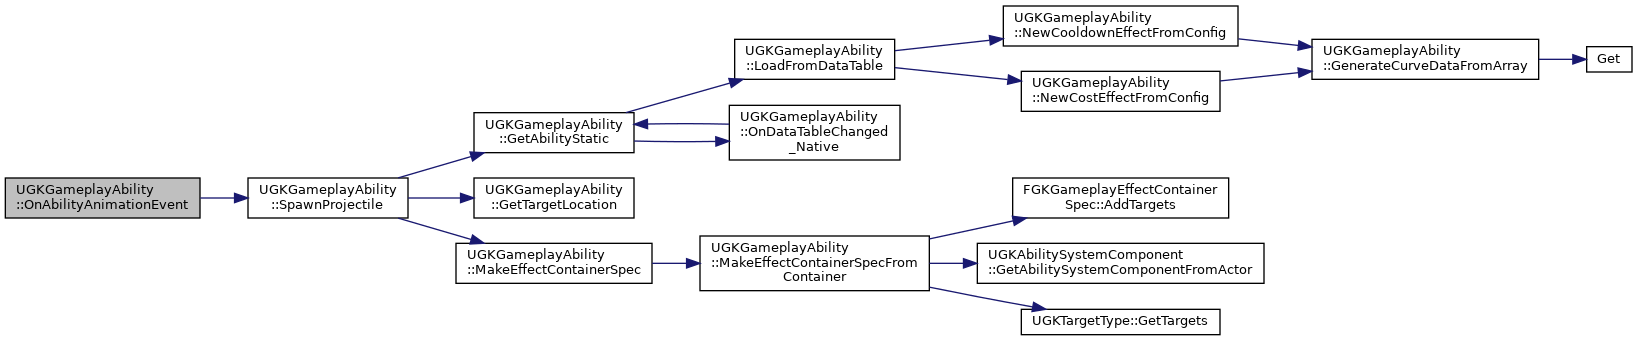 UGKGameplayAbility
::OnAbilityAnimationEvent
UGKGameplayAbility
::SpawnProjectile
UGKGameplayAbility
::GetAbilityStatic
UGKGameplayAbility
::LoadFromDataTable
UGKGameplayAbility
::NewCooldownEffectFromConfig
UGKGameplayAbility
::GenerateCurveDataFromArray
Get
UGKGameplayAbility
::NewCostEffectFromConfig
UGKGameplayAbility
::OnDataTableChanged
_Native
UGKGameplayAbility
::GetTargetLocation
UGKGameplayAbility
::MakeEffectContainerSpec
UGKGameplayAbility
::MakeEffectContainerSpecFrom
Container
FGKGameplayEffectContainer
Spec::AddTargets
UGKAbilitySystemComponent
::GetAbilitySystemComponentFromActor
UGKTargetType::GetTargets